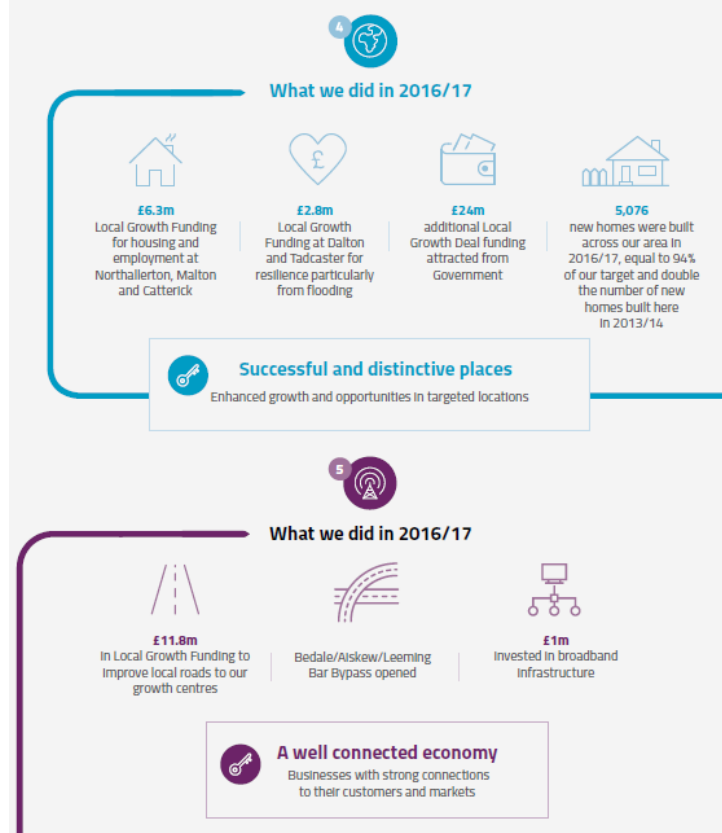 4
What we did in 2016/17
£6.3m
Local Growth Funding
for housing and
employment at
Northallerton, Malton
and Catterick
£
£2.8m
Local Growth
Funding at Dalton
and Tadcaster for
resilience particularly
from flooding
£24m
additional Local
Growth Deal funding
attracted from
Government
5,076
new homes were built
across our area in
2016/17, equal to 94%
of our target and double
the number of new
homes built here
in 2013/14
Successful and distinctive places
Enhanced growth and opportunities in targeted locations
5
What we did in 2016/17
£11.8m
in Local Growth Funding to
improve local roads to our
growth centres
Bedale/Aiskew/Leeming
Bar Bypass opened
£1m
invested in broadband
infrastructure
A well connected economy
Businesses with strong connections
to their customers and markets